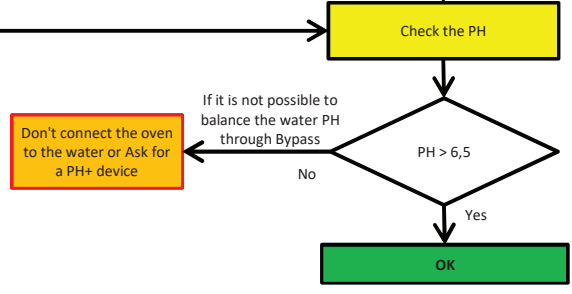 Check the PH
If it is not possible to
balance the water PH
through Bypass
Don't connect the oven
to the water or Ask for
a PH+ device
PH > 6,5
No
Yes
OK